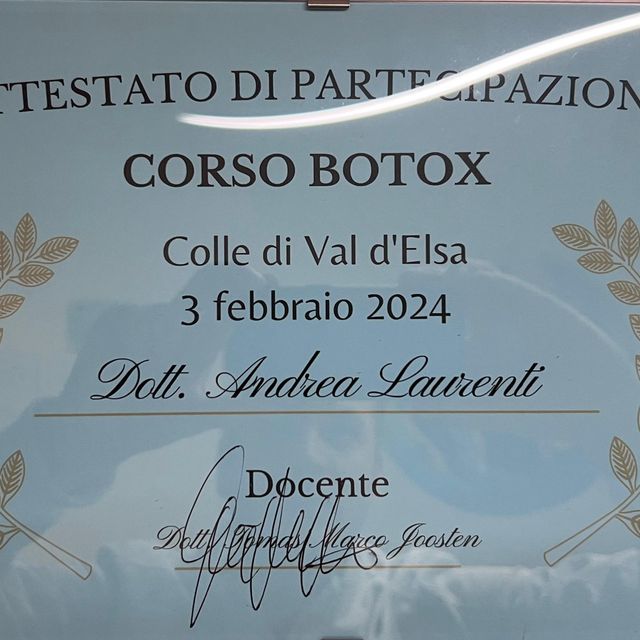 TTESTATO DI PARTECIPAZION
CORSO BOTOX
Colle di Val d'Elsa
3 febbraio 2024
Dott. Andrea Laurenti
Docente
Dott. Tomas Marco Joosten